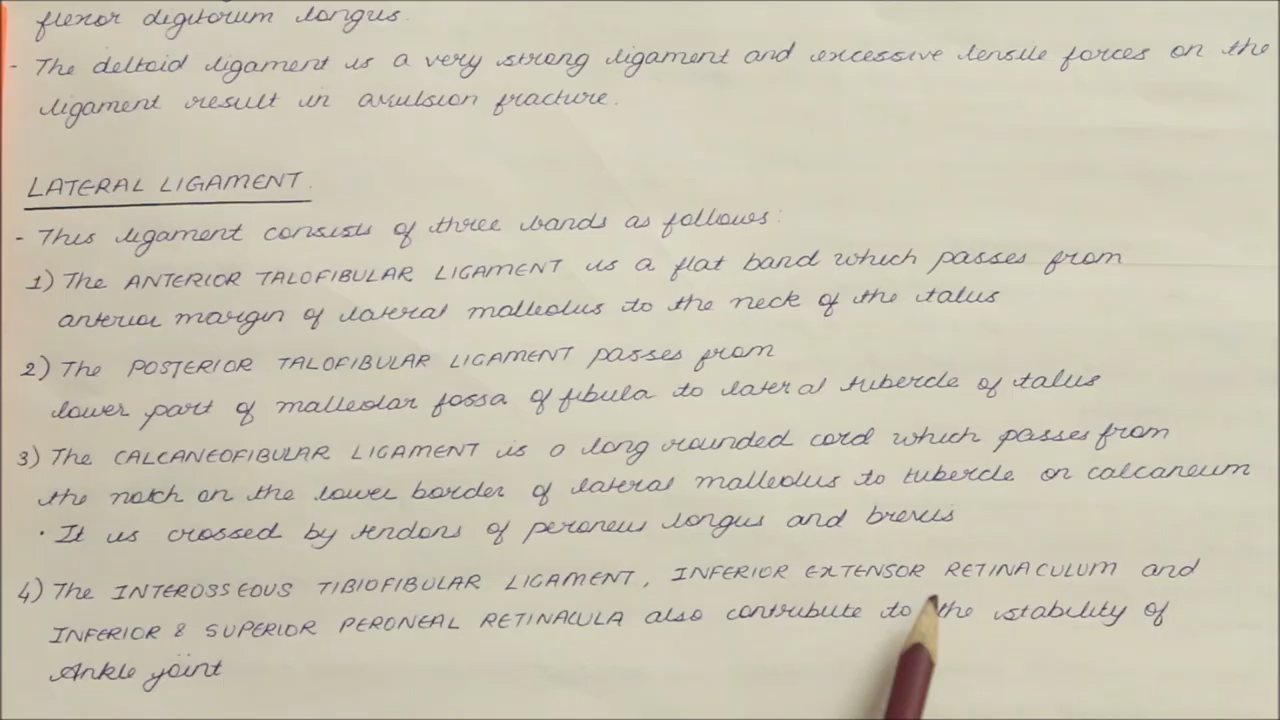 flexor digitorum longus.
- The deltoid ligament is a very strong ligament and excessive tensile forces on the
ligament result in avulsion fracture.
LATERAL LIGAMENT.
- This ligament consists of three bands as follows:
1) The ANTERIOR TALOFIBULAR LIGAMENT is a flat band which passes from
anterior margin of lateral malleolus to the neck of the talus
2) The POSTERIOR TALOFIBULAR LIGAMENT passes from
lower part of malleolar fossa of fibula to lateral tubercle of talus
3) The CALCANEOFIBULAR LIGAMENT is a long rounded cord which passes from
the notch on the lower border of lateral malleolus to tubercle on calcaneum
• It is crossed by tendons of peroneus longus and brevis
4) The INTEROSSEOUS TIBIOFIBULAR LIGAMENT, INFERIOR EXTENSOR RETINACULUM and
INFERIOR & SUPERIOR PERONEAL RETINACULA also contribute to the stability of
Ankle joint